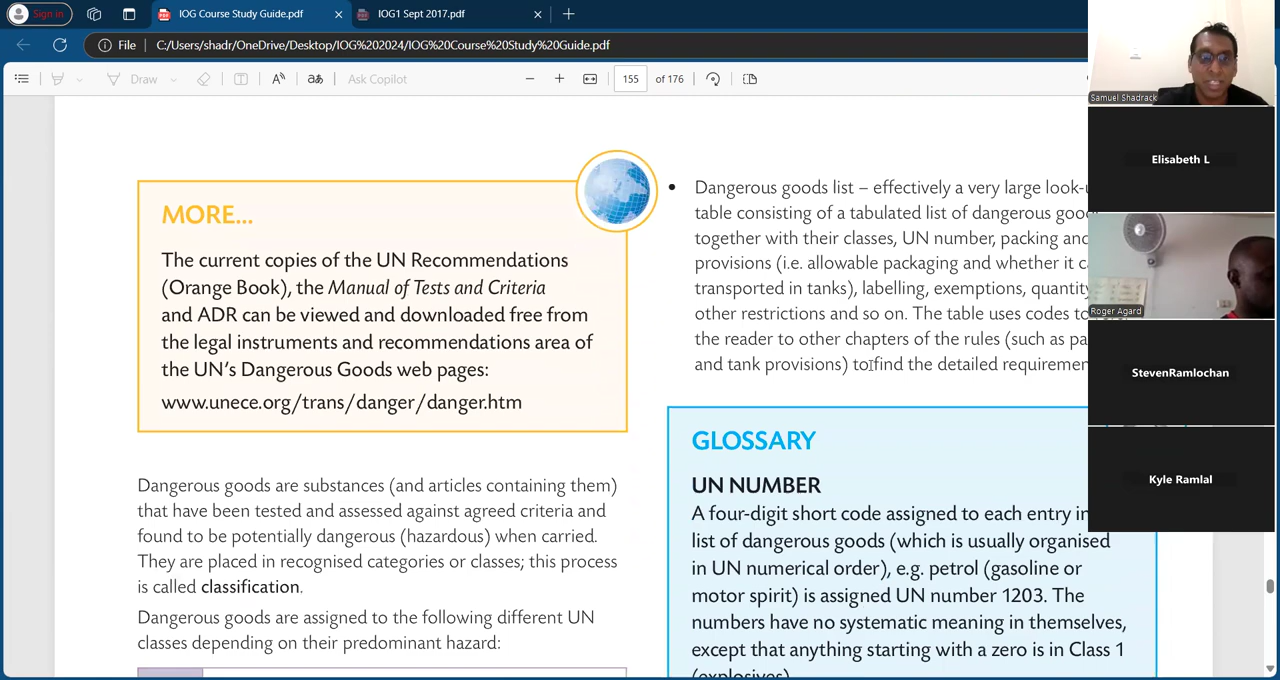 Sign in
IOG Course Study Guide.pdf
IOG1 Sept 2017.pdf
File
C:/Users/shadr/OneDrive/Desktop/IOG%202024/IOG%20Course%20Study%20Guide.pdf
Draw
aあ
Ask Copilot
155
of 176
MORE...
The current copies of the UN Recommendations
(Orange Book), the Manual of Tests and Criteria
and ADR can be viewed and downloaded free from
the legal instruments and recommendations area of
the UN's Dangerous Goods web pages:
www.unece.org/trans/danger/danger.htm
Dangerous goods are substances (and articles containing them)
that have been tested and assessed against agreed criteria and
found to be potentially dangerous (hazardous) when carried.
They are placed in recognised categories or classes; this process
is called classification.
Dangerous goods are assigned to the following different UN
classes depending on their predominant hazard:
• Dangerous goods list – effectively a very large look-
table consisting of a tabulated list of dangerous
together with their classes, UN number, packing and
provisions (i.e. allowable packaging and whether it
transported in tanks), labelling, exemptions,
other restrictions and so on. The table uses codes
the reader to other chapters of the rules (such as
and tank provisions) to find the detailed
GLOSSARY
UN NUMBER
A four-digit short code assigned to each entry in
list of dangerous goods (which is usually organised
in UN numerical order), e.g. petrol (gasoline or
motor spirit) is assigned UN number 1203. The
numbers have no systematic meaning in themselves,
except that anything starting with a zero is in Class 1
(explosives)
Samuel Shadrack
Elisabeth L
Roger Agard
StevenRamlochan
Kyle Ramlal